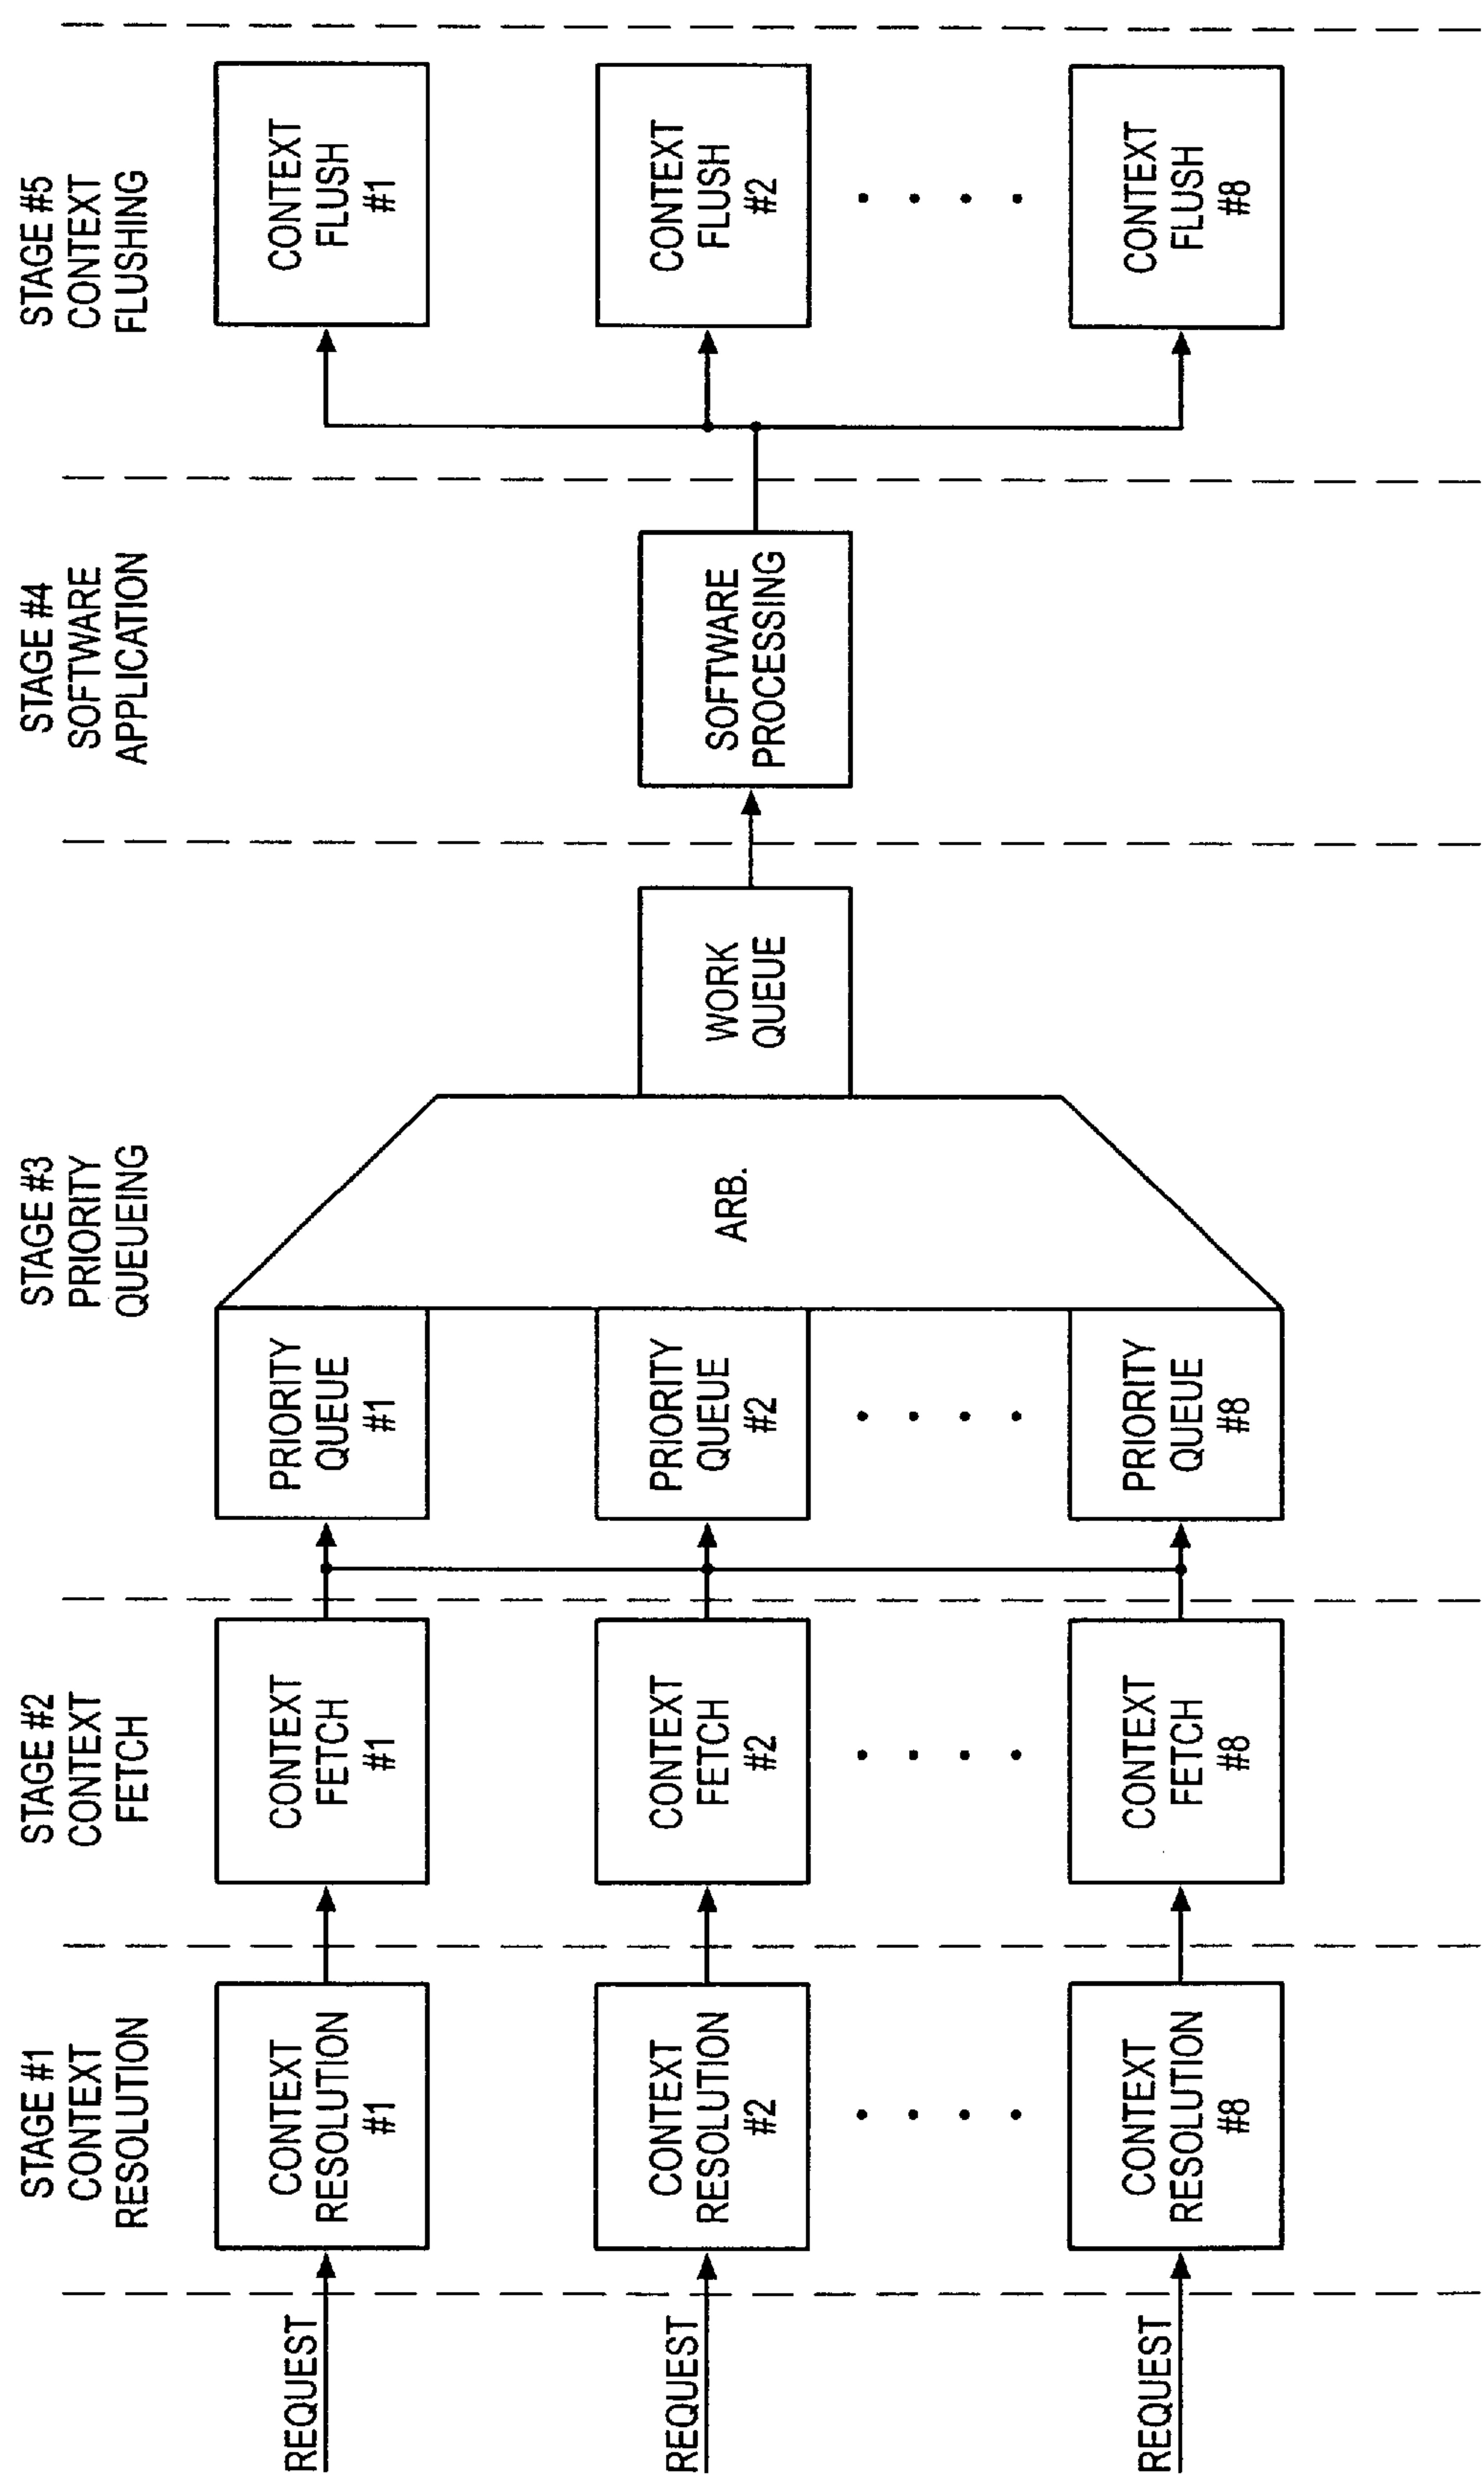 STAGE #1
CONTEXT
RESOLUTION
STAGE #2
CONTEXT
FETCH
STAGE #3
PRIORITY
QUEUEING
STAGE #4
SOFTWARE
APPLICATION
STAGE #5
CONTEXT
FLUSHING
REQUEST
CONTEXT
RESOLUTION
#1
CONTEXT
FETCH
#1
PRIORITY
QUEUE
#1
CONTEXT
FLUSH
#1
REQUEST
CONTEXT
RESOLUTION
#2
CONTEXT
FETCH
#2
PRIORITY
QUEUE
#2
ARB.
WORK
QUEUE
SOFTWARE
PROCESSING
CONTEXT
FLUSH
#2
REQUEST
CONTEXT
RESOLUTION
#8
CONTEXT
FETCH
#8
PRIORITY
QUEUE
#8
CONTEXT
FLUSH
#8